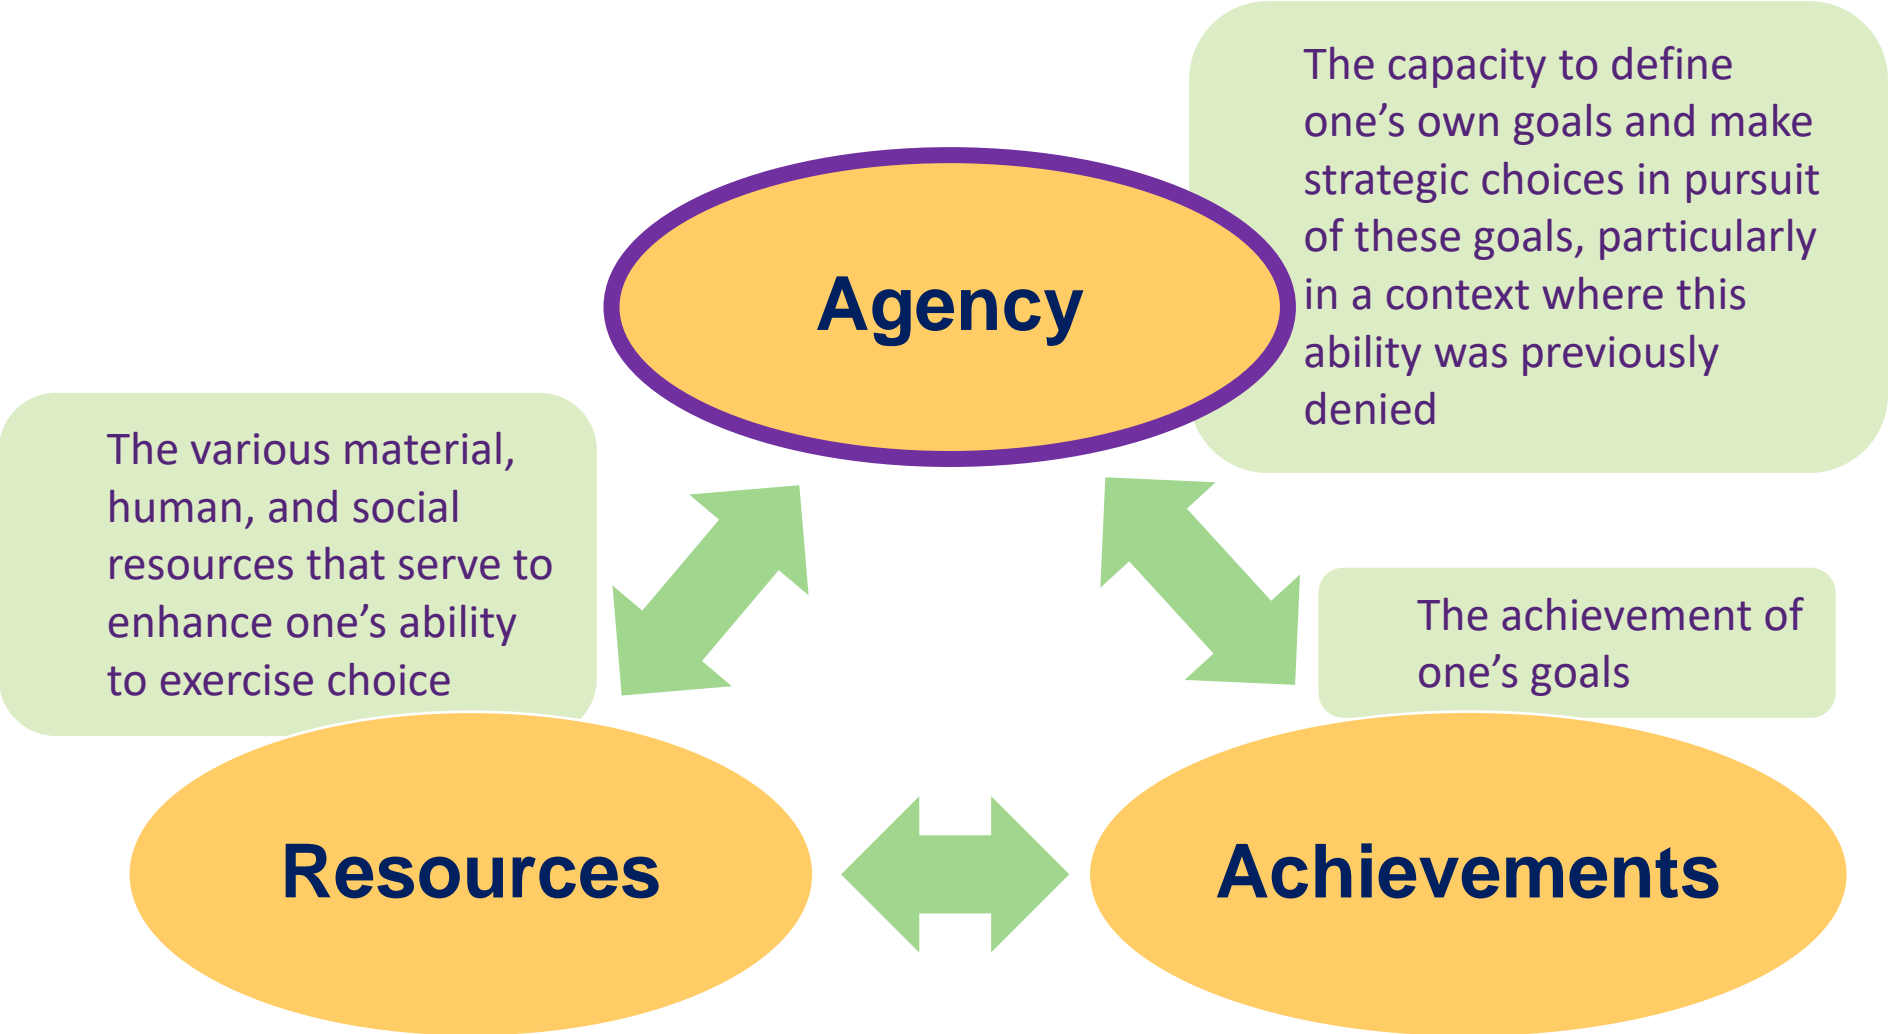 The capacity to define
one’s own goals and make
strategic choices in pursuit
of these goals, particularly
in a context where this
ability was previously
denied
Agency
The various material,
human, and social
resources that serve to
enhance one’s ability
to exercise choice
The achievement of
one’s goals
Resources
Achievements